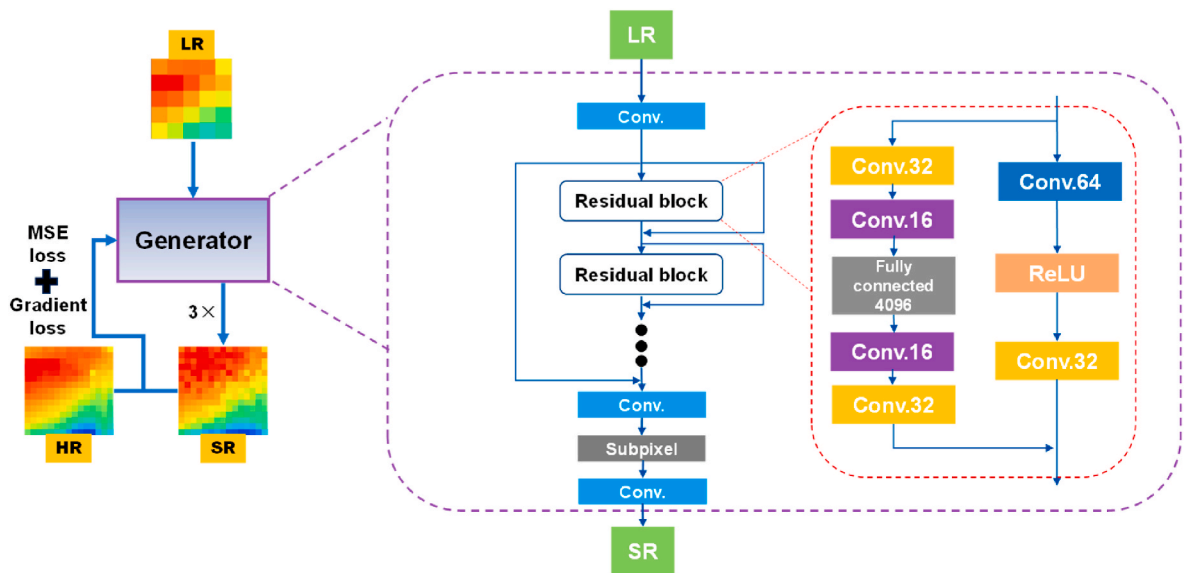 LR
Generator
MSE
loss
Gradient
loss
3×
HR
SR
LR
Conv.
Residual block
Residual block
Conv.
Subpixel
Conv.
SR
Conv.32
Conv.16
Fully
connected
4096
Conv.16
Conv.32
Conv.64
ReLU
Conv.32